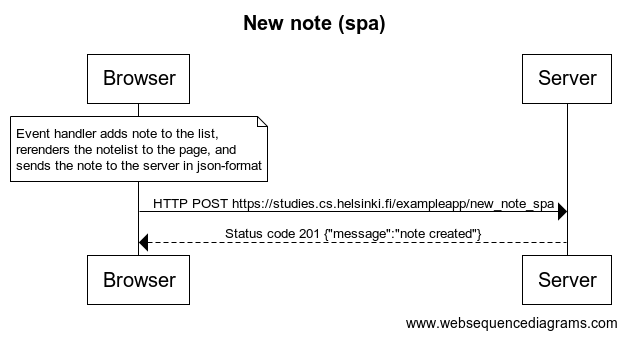 New note (spa)
Browser
Server
Event handler adds note to the list,
rerenders the notelist to the page, and
sends the note to the server in json-format
HTTP POST https://studies.cs.helsinki.fi/exampleapp/new_note_spa
Status code 201 {"message":"note created"}
Browser
Server
www.websequencediagrams.com